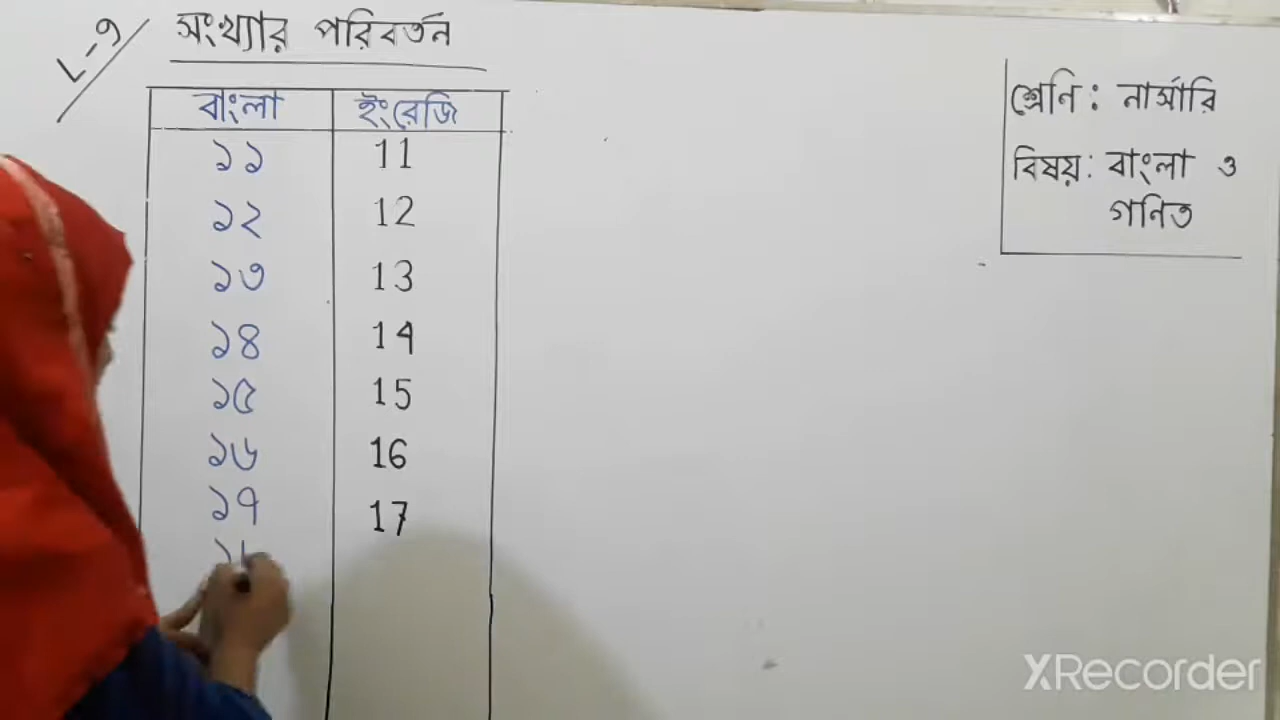 L-৭
সংখ্যার পরিবর্তন
বাংলা ইংরেজি
১১ 11
১২ 12
১৩ 13
১৪ 14
১৫ 15
১৬ 16
১৭ 17
শ্রেণি : নার্সারি
বিষয় : বাংলা ও
গনিত
XRecorder